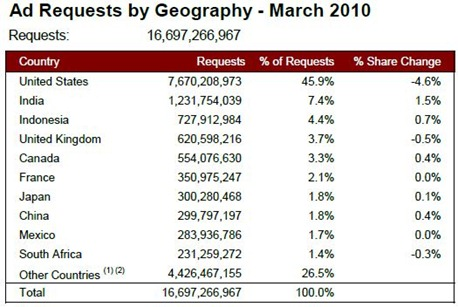 Ad Requests by Geography - March 2010
Requests: 16,697,266,967
Country Requests % of Requests % Share Change
United States 7,670,208,973 45.9% -4.6%
India 1,231,754,039 7.4% 1.5%
Indonesia 727,912,984 4.4% 0.7%
United Kingdom 620,598,216 3.7% -0.5%
Canada 554,076,630 3.3% 0.4%
France 350,975,247 2.1% 0.0%
Japan 300,280,468 1.8% 0.1%
China 299,797,197 1.8% 0.4%
Mexico 283,936,786 1.7% 0.0%
South Africa 231,259,272 1.4% -0.3%
Other Countries (1) (2) 4,426,467,155 26.5%
Total 16,697,266,967 100.0%